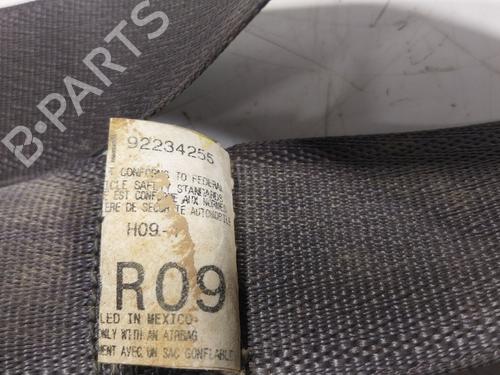 B-PARTS
92234255
CONFORMS TO FEDERAL
ICLE SAFETY STANDARDS
E EST CONFORME AUX NORMES
ERE DE SECURITE AUTOMOBILE
H09-
R09
LED IN MEXICO
ONLY WITH AN AIRBAG
MENT AVEC UN SAC GONFLABLE